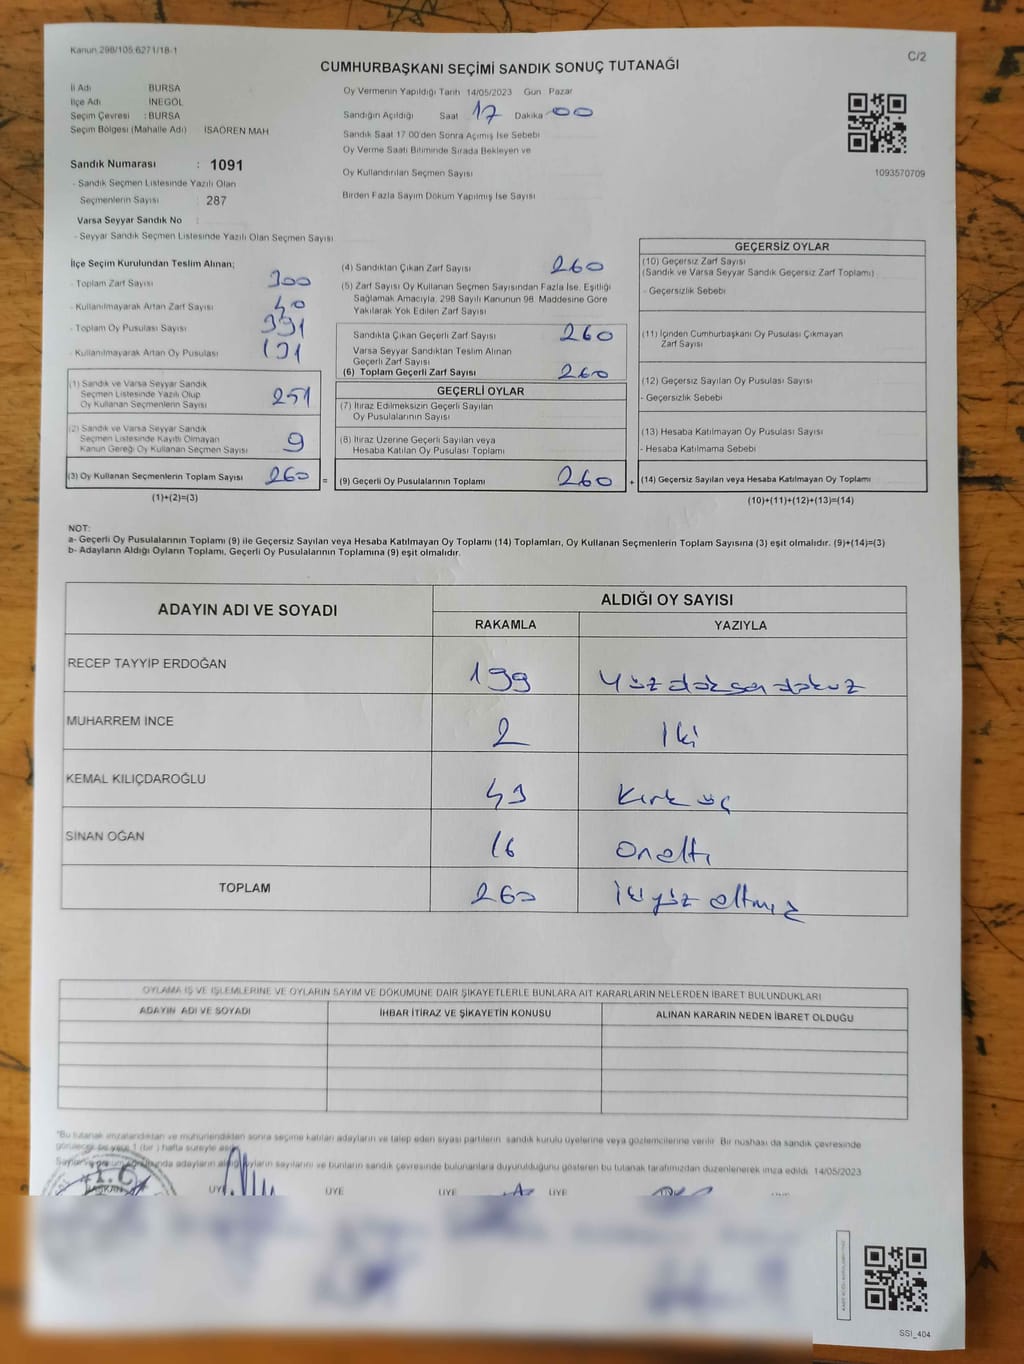 Kanun 298/105 6271/18-1
C/2
CUMHURBAŞKANI SEÇİMİ SANDIK SONUÇ TUTANAĞI
İl Adı BURSA
İlçe Adı İNEGÖL
Seçim Çevresi : BURSA
Seçim Bölgesi (Mahalle Adı) İSAÖREN MAH
Sandık Numarası : 1091
- Sandık Seçmen Listesinde Yazılı Olan
Seçmenlerin Sayısı : 287
Varsa Seyyar Sandık No :
- Seyyar Sandık Seçmen Listesinde Yazılı Olan Seçmen Sayısı
Oy Vermenin Yapıldığı Tarih 14/05/2023 Gün Pazar
Sandığın Açıldığı Saat 17 Dakika 00
Sandık Saat 17 00'den Sonra Açılmış İse Sebebi
Oy Verme Saati Bitiminde Sırada Bekleyen ve
Oy Kullandırılan Seçmen Sayısı
Birden Fazla Sayım Döküm Yapılmış İse Sayısı
1093570709
İlçe Seçim Kurulundan Teslim Alınan;
- Toplam Zarf Sayısı 300
- Kullanılmayarak Artan Zarf Sayısı 40
- Toplam Oy Pusulası Sayısı 391
- Kullanılmayarak Artan Oy Pusulası 131
(1) Sandık ve Varsa Seyyar Sandık
Seçmen Listesinde Yazılı Olup
Oy Kullanan Seçmenlerin Sayısı 251
(2) Sandık ve Varsa Seyyar Sandık
Seçmen Listesinde Kayıtlı Olmayan
Kanun Gereği Oy Kullanan Seçmen Sayısı 9
(3) Oy Kullanan Seçmenlerin Toplam Sayısı 260 =
(1)+(2)=(3)
(4) Sandıktan Çıkan Zarf Sayısı 260
(5) Zarf Sayısı Oy Kullanan Seçmen Sayısından Fazla İse, Eşitliği
Sağlamak Amacıyla, 298 Sayılı Kanunun 98. Maddesine Göre
Yakılarak Yok Edilen Zarf Sayısı
Sandıkta Çıkan Geçerli Zarf Sayısı 260
Varsa Seyyar Sandıktan Teslim Alınan
Geçerli Zarf Sayısı
(6) Toplam Geçerli Zarf Sayısı 260
GEÇERLİ OYLAR
(7) İtiraz Edilmeksizin Geçerli Sayılan
Oy Pusulalarının Sayısı
(8) İtiraz Üzerine Geçerli Sayılan veya
Hesaba Katılan Oy Pusulası Toplamı
(9) Geçerli Oy Pusulalarının Toplamı 260 +
GEÇERSİZ OYLAR
(10) Geçersiz Zarf Sayısı
(Sandık ve Varsa Seyyar Sandık Geçersiz Zarf Toplamı)
- Geçersizlik Sebebi
(11) İçinden Cumhurbaşkanı Oy Pusulası Çıkmayan
Zarf Sayısı
(12) Geçersiz Sayılan Oy Pusulası Sayısı
- Geçersizlik Sebebi
(13) Hesaba Katılmayan Oy Pusulası Sayısı
- Hesaba Katılmama Sebebi
(14) Geçersiz Sayılan veya Hesaba Katılmayan Oy Toplamı
(10)+(11)+(12)+(13)=(14)
NOT:
a- Geçerli Oy Pusulalarının Toplamı (9) ile Geçersiz Sayılan veya Hesaba Katılmayan Oy Toplamı (14) Toplamları, Oy Kullanan Seçmenlerin Toplam Sayısına (3) eşit olmalıdır. (9)+(14)=(3)
b- Adayların Aldığı Oyların Toplamı, Geçerli Oy Pusulalarının Toplamına (9) eşit olmalıdır.
ADAYIN ADI VE SOYADI
ALDIĞI OY SAYISI
RAKAMLA YAZIYLA
RECEP TAYYİP ERDOĞAN 199 Yüz doksan dokuz
MUHARREM İNCE 2 İki
KEMAL KILIÇDAROĞLU 43 Kırk üç
SİNAN OĞAN 16 Onaltı
TOPLAM 260 İkiyüz altmış
OYLAMA İŞ VE İŞLEMLERİNE VE OYLARIN SAYIM VE DÖKÜMÜNE DAİR ŞİKAYETLERLE BUNLARA AİT KARARLARIN NELERDEN İBARET BULUNDUKLARI
ADAYIN ADI VE SOYADI İHBAR İTİRAZ VE ŞİKAYETİN KONUSU ALINAN KARARIN NEDEN İBARET OLDUĞU
*Bu tutanak imzalandıktan ve mühürlendikten sonra seçime katılan adayların ve talep eden siyasi partilerin sandık kurulu üyelerine veya gözlemcilerine verilir. Bir nüshası da sandık çevresinde
görülecek bir yere 1 (bir) hafta süreyle asılır.
adayların aldığı oyların sayılarını ve bunların sandık çevresinde bulunanlara duyurulduğunu gösteren bu tutanak tarafımızdan düzenlenerek imza edildi. 14/05/2023
BAŞKAN ÜYE ÜYE ÜYE ÜYE
SSİ_404